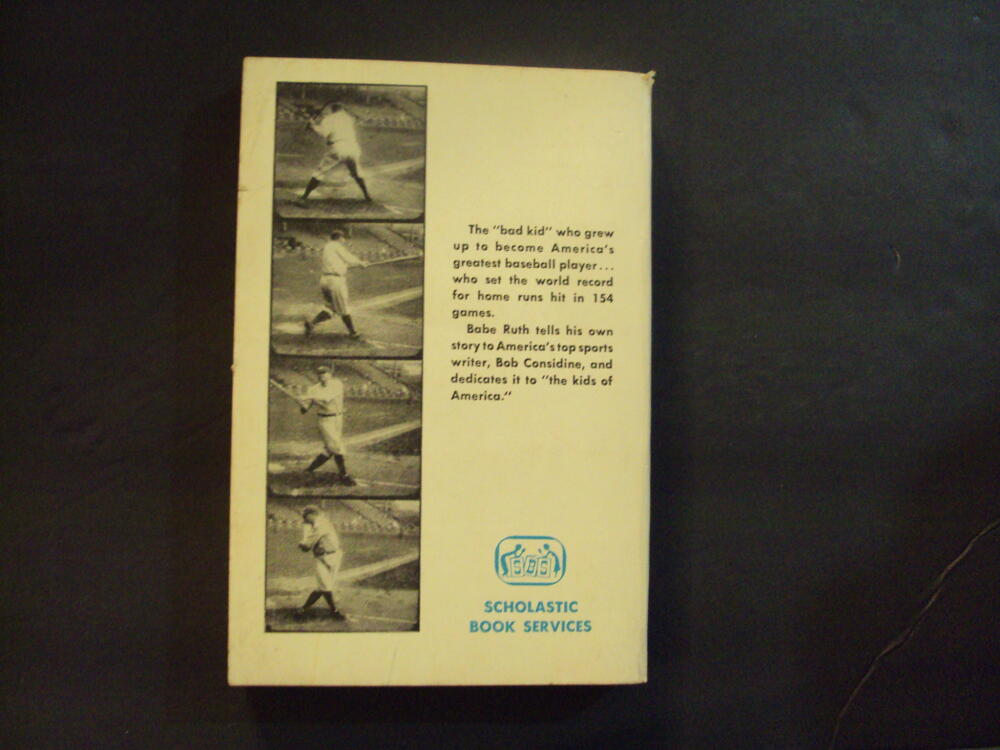 The "bad kid" who grew
up to become America's
greatest baseball player...
who set the world record
for home runs hit in 154
games.
Babe Ruth tells his own
story to America's top sports
writer, Bob Considine, and
dedicates it to "the kids of
America."
SBS
SCHOLASTIC
BOOK SERVICES